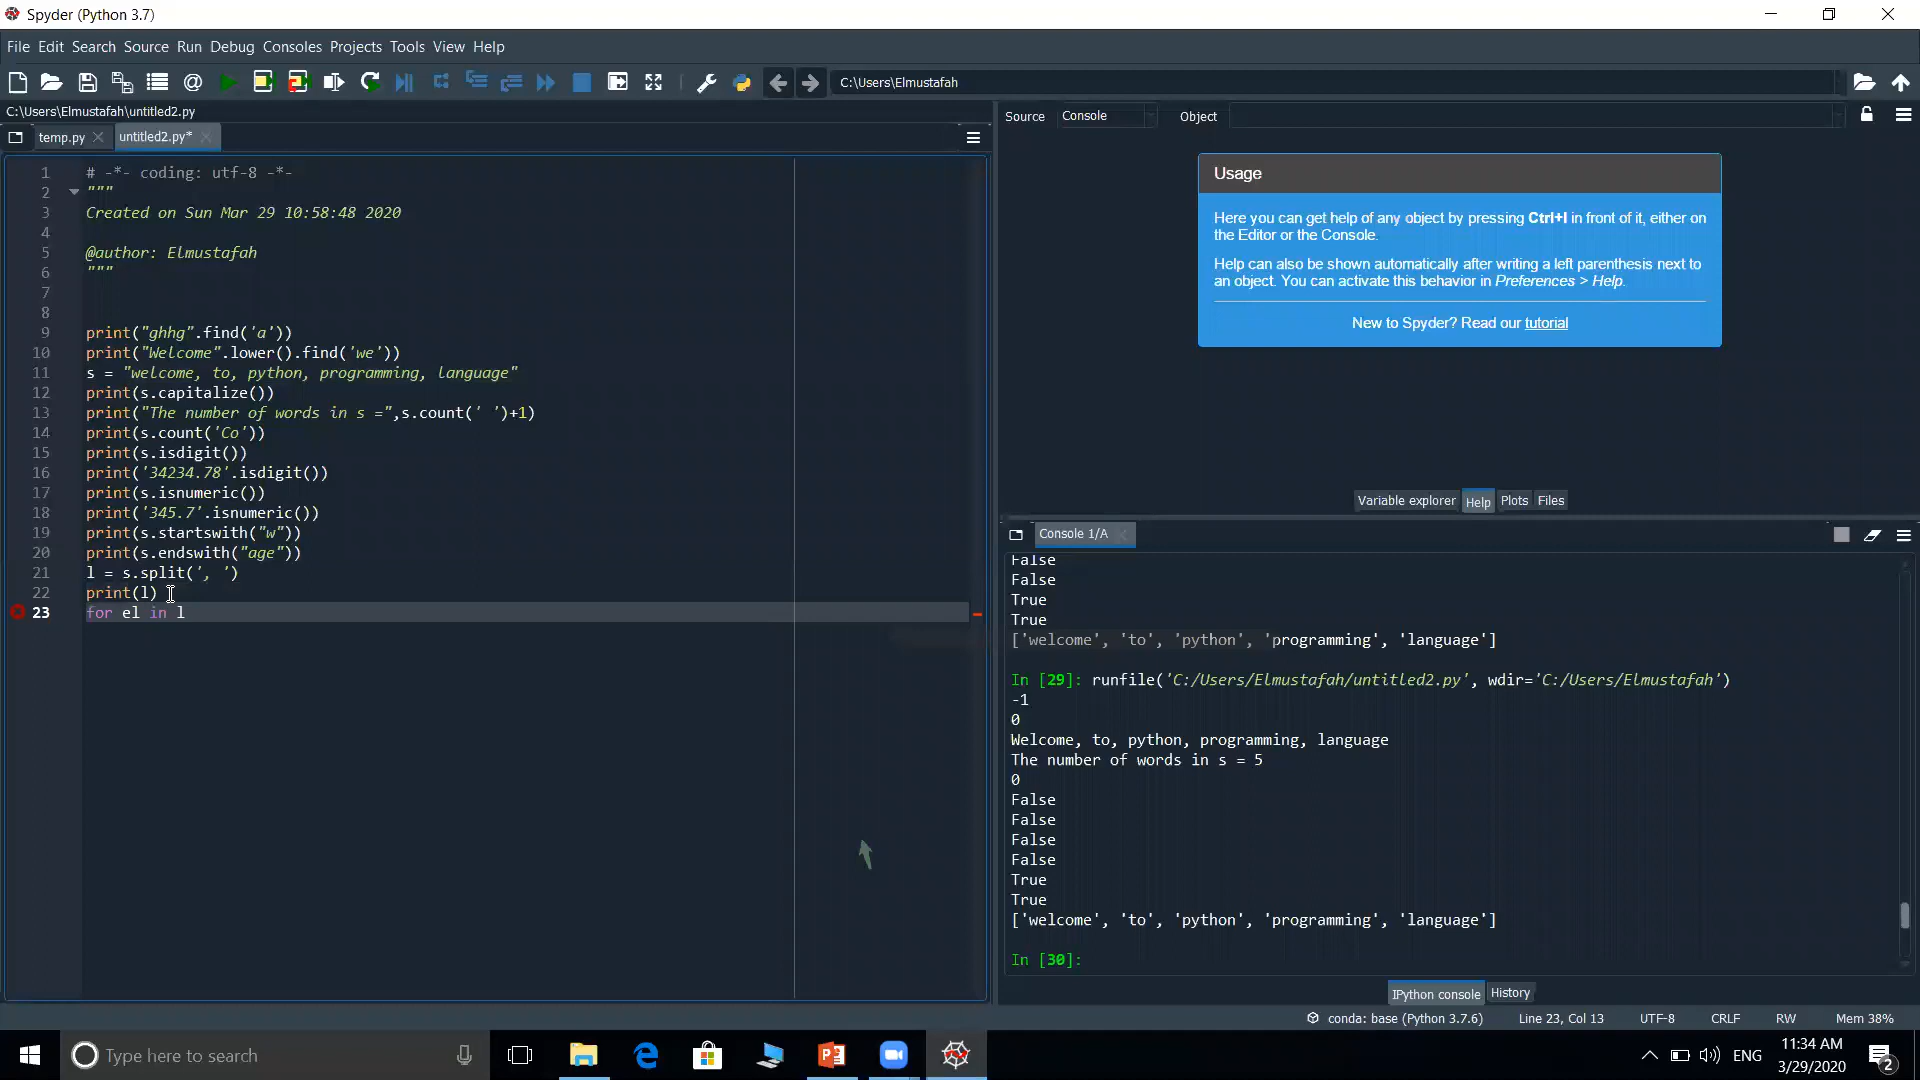 Spyder (Python 3.7)
File Edit Search Source Run Debug Consoles Projects Tools View Help
C:\Users\Elmustafah
C:\Users\Elmustafah\untitled2.py
temp.py untitled2.py*
1 # -*- coding: utf-8 -*-
2 """
3 Created on Sun Mar 29 10:58:48 2020
4
5 @author: Elmustafah
6 """
7
8
9 print("ghhg".find('a'))
10 print("Welcome".lower().find('we'))
11 s = "welcome, to, python, programming, language"
12 print(s.capitalize())
13 print("The number of words in s =",s.count(' ')+1)
14 print(s.count('Co'))
15 print(s.isdigit())
16 print('34234.78'.isdigit())
17 print(s.isnumeric())
18 print('345.7'.isnumeric())
19 print(s.startswith("w"))
20 print(s.endswith("age"))
21 l = s.split(', ')
22 print(l)
23 for el in l
Source Console Object
Usage
Here you can get help of any object by pressing Ctrl+I in front of it, either on
the Editor or the Console.
Help can also be shown automatically after writing a left parenthesis next to
an object. You can activate this behavior in Preferences > Help.
New to Spyder? Read our tutorial
Variable explorer Help Plots Files
Console 1/A
False
False
True
True
['welcome', 'to', 'python', 'programming', 'language']
In [29]: runfile('C:/Users/Elmustafah/untitled2.py', wdir='C:/Users/Elmustafah')
-1
0
Welcome, to, python, programming, language
The number of words in s = 5
0
False
False
False
False
True
True
['welcome', 'to', 'python', 'programming', 'language']
In [30]:
IPython console History
conda: base (Python 3.7.6) Line 23, Col 13 UTF-8 CRLF RW Mem 38%
Type here to search
ENG
11:34 AM
3/29/2020
2